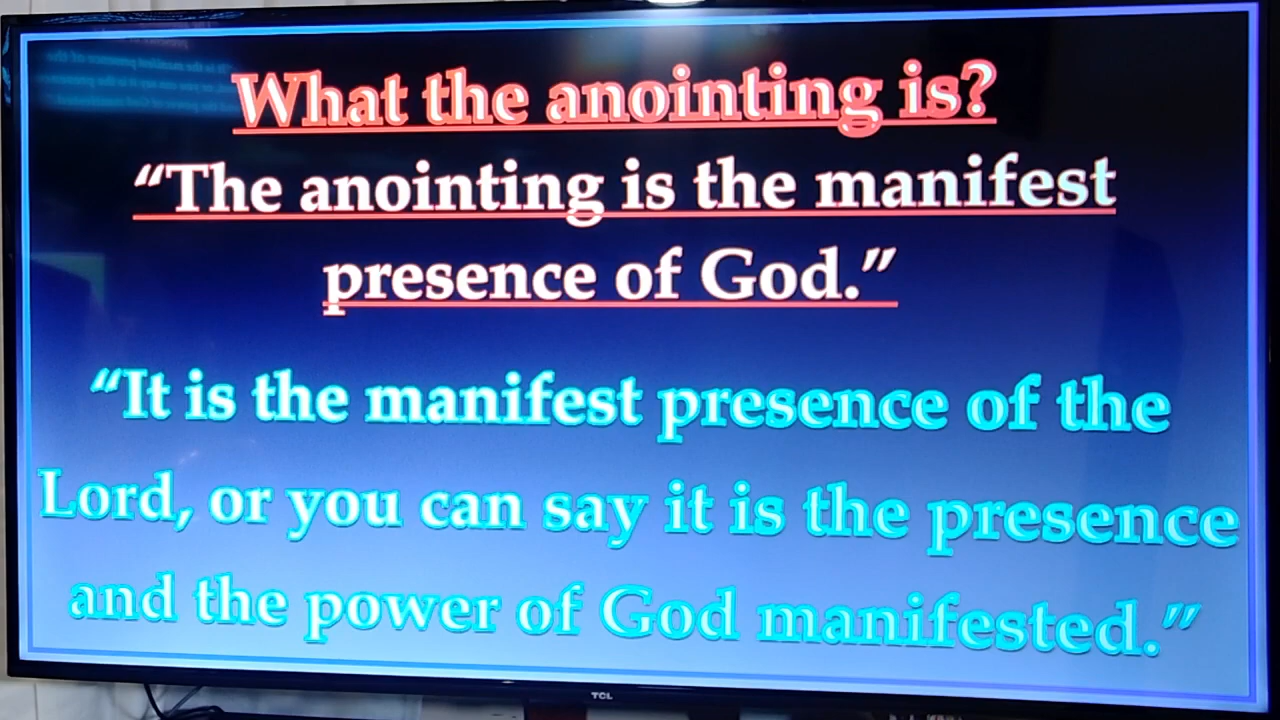 What the anointing is?
“The anointing is the manifest
presence of God.”
“It is the manifest presence of the
Lord, or you can say it is the presence
and the power of God manifested.”
TCL